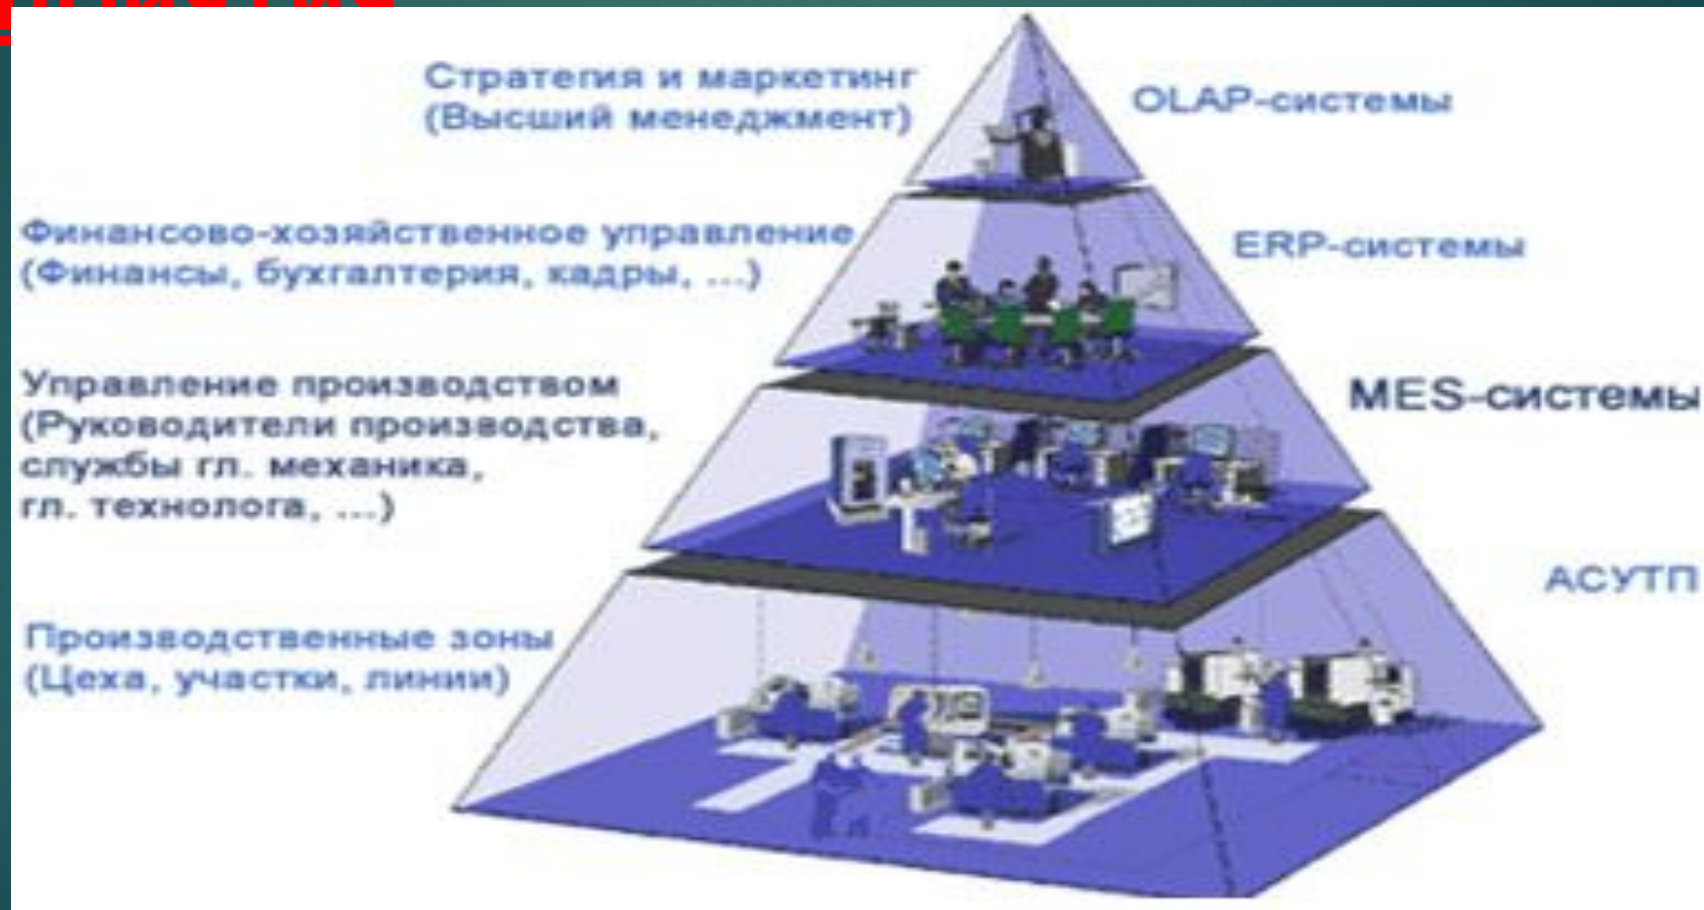 Стратегия и маркетинг
(Высший менеджмент)
OLAP-системы
Финансово-хозяйственное управление
(Финансы, бухгалтерия, кадры, ...)
ERP-системы
Управление производством
(Руководители производства,
службы гл. механика,
гл. технолога, ...)
MES-системы
АСУТП
Производственные зоны
(Цеха, участки, линии)